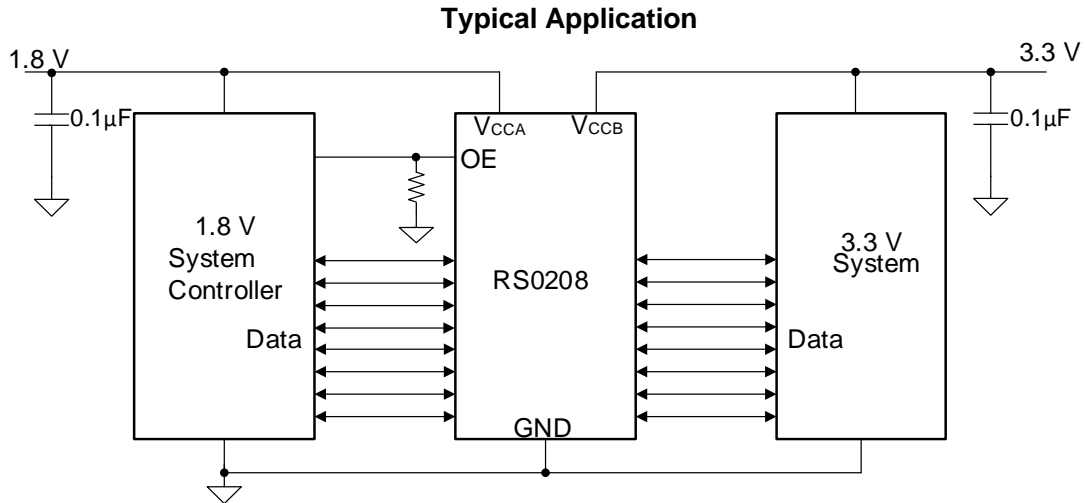 Typical Application
1.8 V
3.3 V
0.1µF
VCCA
VCCB
0.1µF
OE
1.8 V
System
Controller
RS0208
3.3 V
System
Data
Data
GND